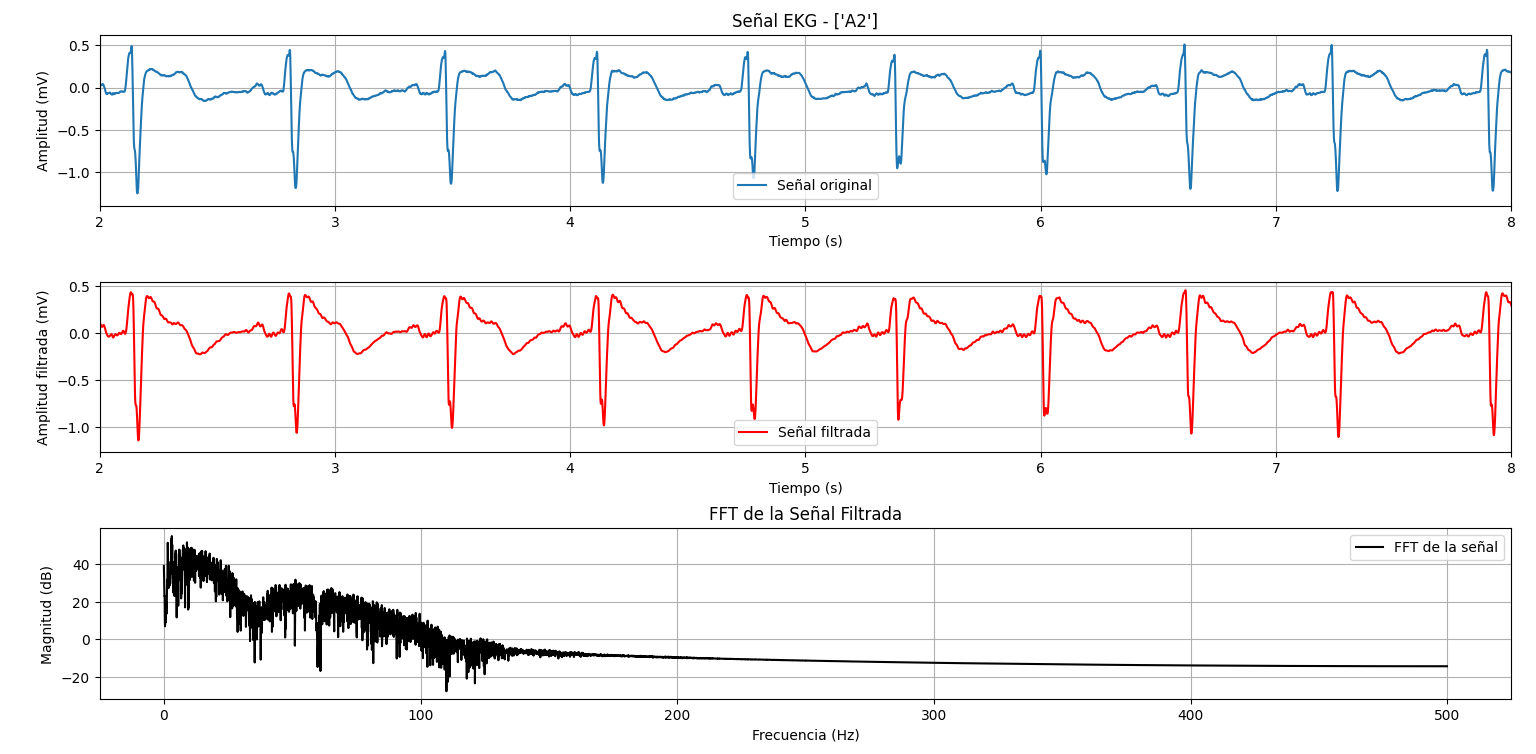 Señal EKG - ['A2']
Amplitud (mV)
0.5
0.0
−0.5
−1.0
Señal original
2 3 4 5 6 7 8
Tiempo (s)
Amplitud filtrada (mV)
0.5
0.0
−0.5
−1.0
Señal filtrada
2 3 4 5 6 7 8
Tiempo (s)
FFT de la Señal Filtrada
Magnitud (dB)
40
20
0
−20
FFT de la señal
0 100 200 300 400 500
Frecuencia (Hz)